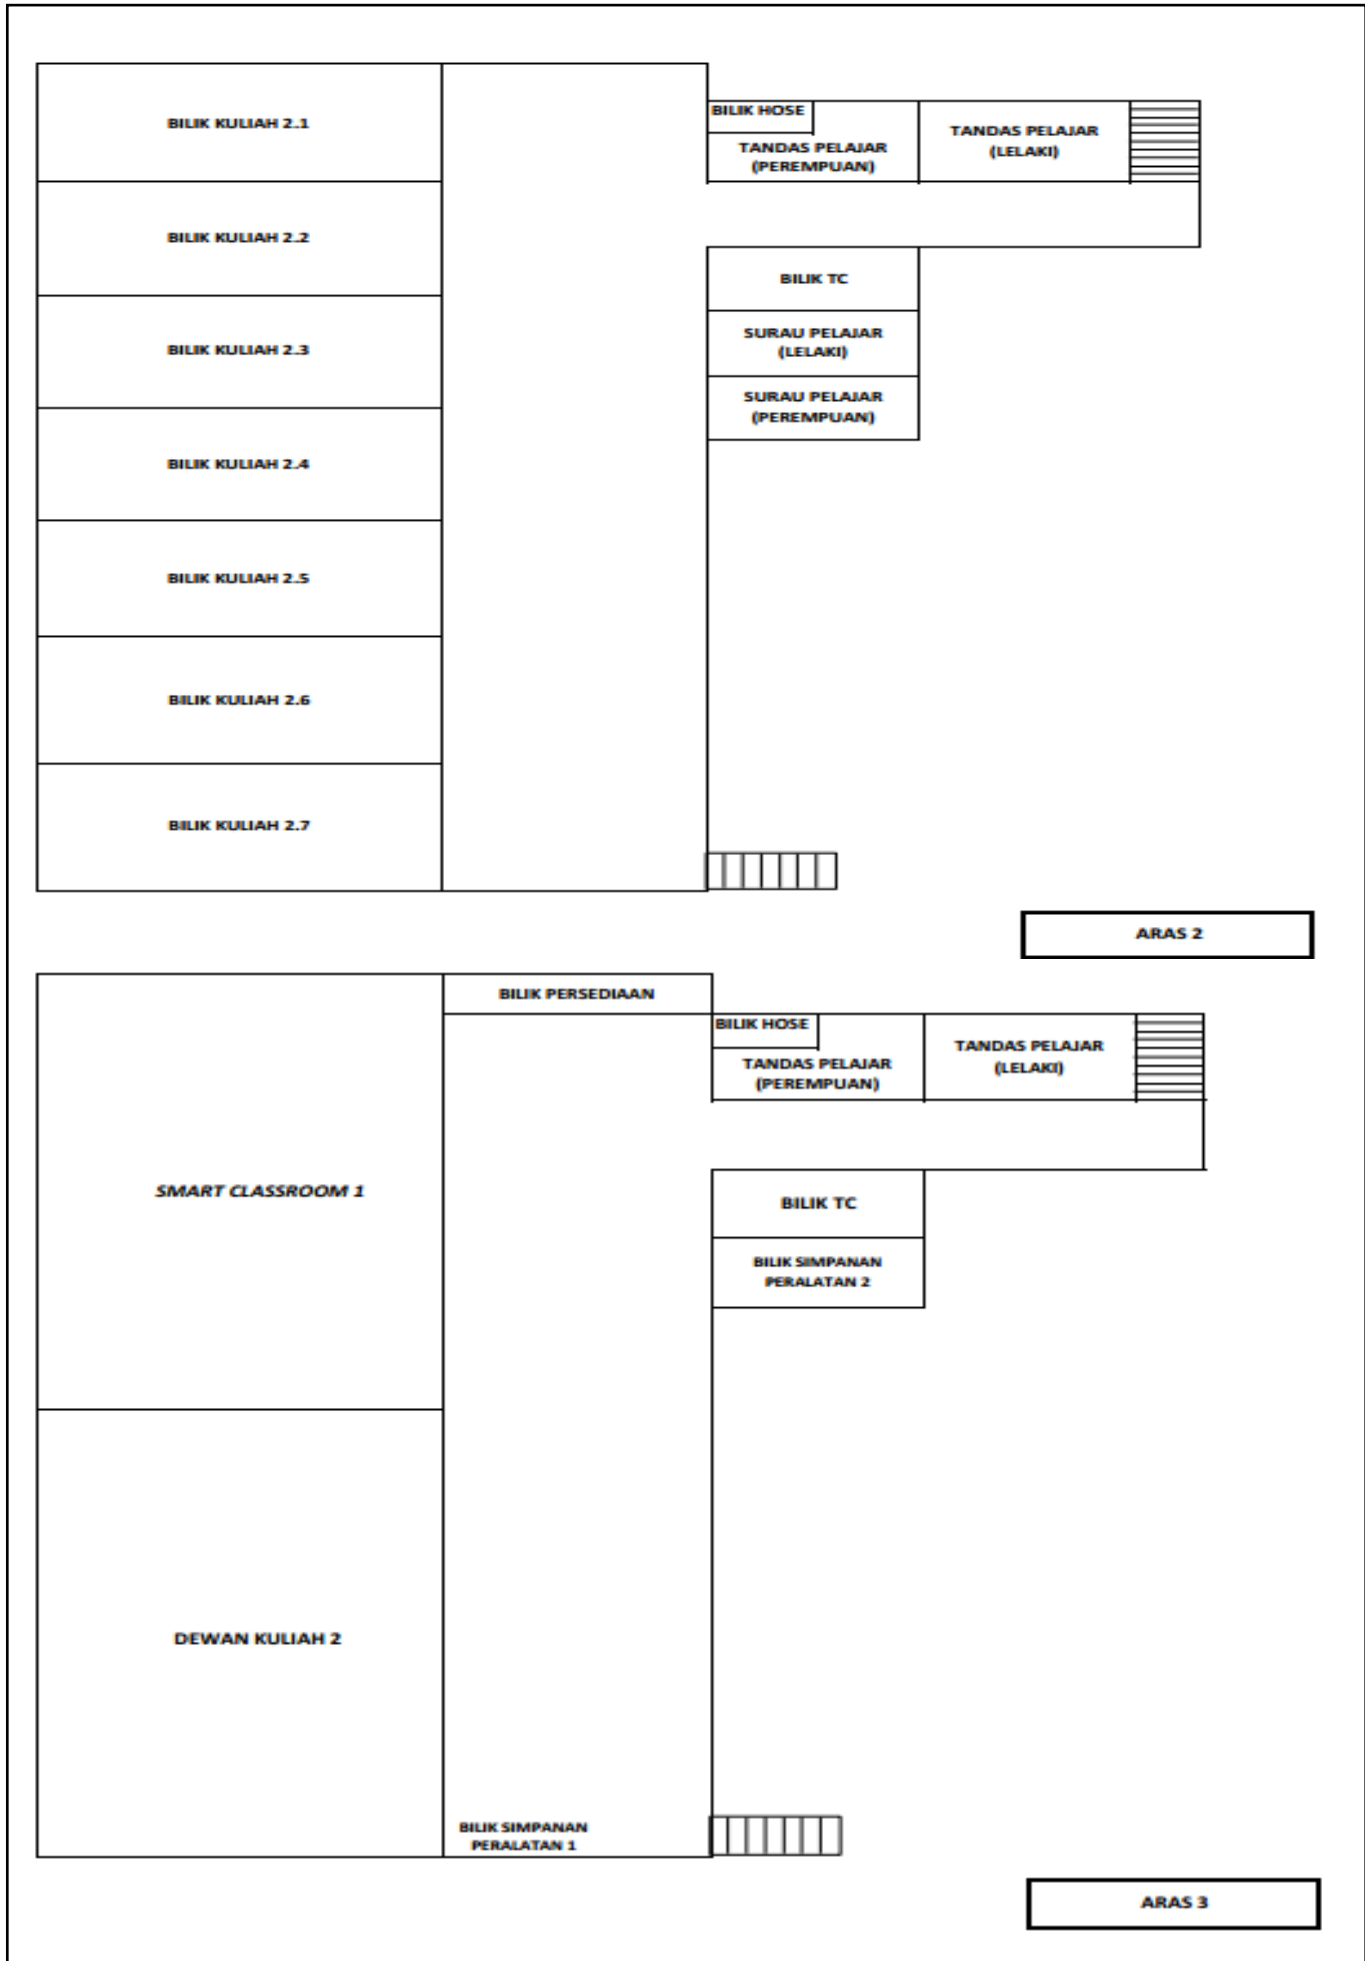 BILIK KULIAH 2.1
BILIK HOSE
TANDAS PELAJAR
(PEREMPUAN)
TANDAS PELAJAR
(LELAKI)
BILIK KULIAH 2.2
BILIK TC
BILIK KULIAH 2.3
SURAU PELAJAR
(LELAKI)
SURAU PELAJAR
(PEREMPUAN)
BILIK KULIAH 2.4
BILIK KULIAH 2.5
BILIK KULIAH 2.6
BILIK KULIAH 2.7
ARAS 2
BILIK PERSEDIAAN
BILIK HOSE
TANDAS PELAJAR
(PEREMPUAN)
TANDAS PELAJAR
(LELAKI)
SMART CLASSROOM 1
BILIK TC
BILIK SIMPANAN
PERALATAN 2
DEWAN KULIAH 2
BILIK SIMPANAN
PERALATAN 1
ARAS 3